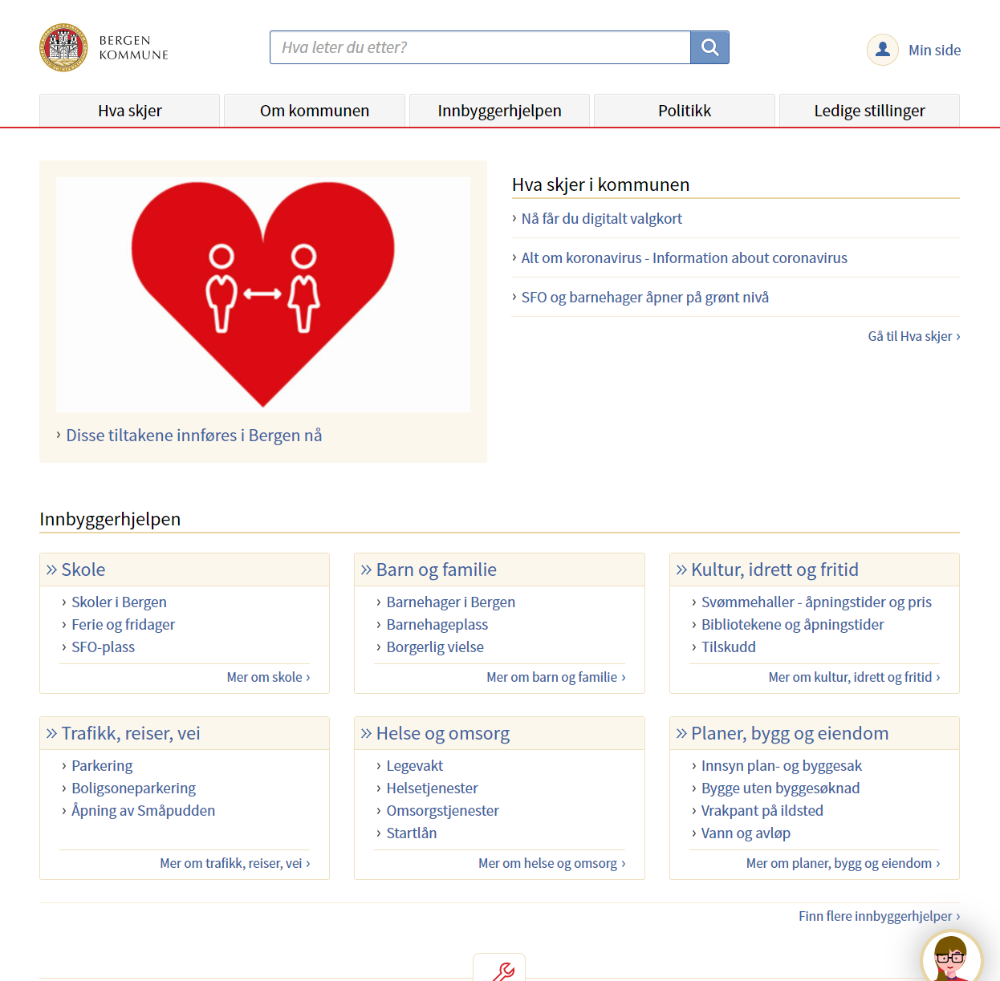 BERGEN
KOMMUNE
Hva leter du etter?
Min side
Hva skjer
Om kommunen
Innbyggerhjelpen
Politikk
Ledige stillinger
Hva skjer i kommunen
› Nå får du digitalt valgkort
› Alt om koronavirus - Information about coronavirus
› SFO og barnehager åpner på grønt nivå
Gå til Hva skjer ›
› Disse tiltakene innføres i Bergen nå
Innbyggerhjelpen
» Skole
› Skoler i Bergen
› Ferie og fridager
› SFO-plass
Mer om skole ›
» Barn og familie
› Barnehager i Bergen
› Barnehageplass
› Borgerlig vielse
Mer om barn og familie ›
» Kultur, idrett og fritid
› Svømmehaller - åpningstider og pris
› Bibliotekene og åpningstider
› Tilskudd
Mer om kultur, idrett og fritid ›
» Trafikk, reiser, vei
› Parkering
› Boligsoneparkering
› Åpning av Småpudden
Mer om trafikk, reiser, vei ›
» Helse og omsorg
› Legevakt
› Helsetjenester
› Omsorgstjenester
› Startlån
Mer om helse og omsorg ›
» Planer, bygg og eiendom
› Innsyn plan- og byggesak
› Bygge uten byggesøknad
› Vrakpant på ildsted
› Vann og avløp
Mer om planer, bygg og eiendom ›
Finn flere innbyggerhjelper ›